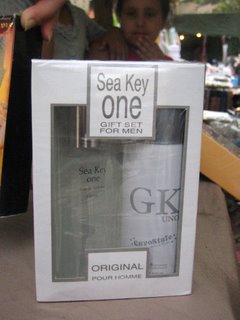 Sea Key
one
GIFT SET
FOR MEN
Sea Key
one
GK
UNO
ORIGINAL
POUR HOMME